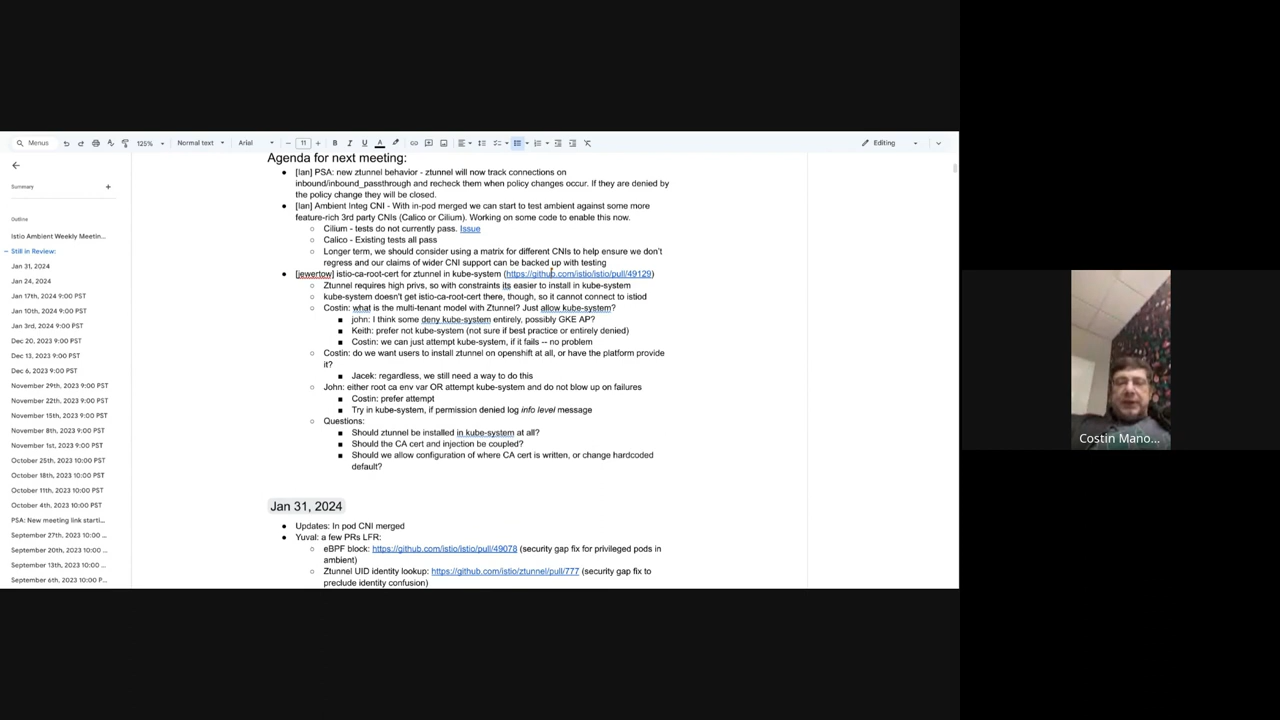 Menus
125%
Normal text
Arial
11
Editing
Summary
Outline
Istio Ambient Weekly Meetin...
Still in Review:
Jan 31, 2024
Jan 24, 2024
Jan 17th, 2024 9:00 PST
Jan 10th, 2024 9:00 PST
Jan 3rd, 2024 9:00 PST
Dec 20, 2023 9:00 PST
Dec 13, 2023 9:00 PST
Dec 6, 2023 9:00 PST
November 29th, 2023 9:00 PST
November 22th, 2023 9:00 PST
November 15th, 2023 9:00 PST
November 8th, 2023 9:00 PST
November 1st, 2023 9:00 PST
October 25th, 2023 10:00 PST
October 18th, 2023 10:00 PST
October 11th, 2023 10:00 PST
October 4th, 2023 10:00 PST
PSA: New meeting link starti...
September 27th, 2023 10:00 ...
September 20th, 2023 10:00 ...
September 13th, 2023 10:00 ...
September 6th, 2023 10:00 P...
Agenda for next meeting:
[Ian] PSA: new ztunnel behavior - ztunnel will now track connections on
inbound/inbound_passthrough and recheck them when policy changes occur. If they are denied by
the policy change they will be closed.
[Ian] Ambient Integ CNI - With in-pod merged we can start to test ambient against some more
feature-rich 3rd party CNIs (Calico or Cilium). Working on some code to enable this now.
Cilium - tests do not currently pass. Issue
Calico - Existing tests all pass
Longer term, we should consider using a matrix for different CNIs to help ensure we don't
regress and our claims of wider CNI support can be backed up with testing
[jewertow] istio-ca-root-cert for ztunnel in kube-system (https://github.com/istio/istio/pull/49129)
Ztunnel requires high privs, so with constraints its easier to install in kube-system
kube-system doesn't get istio-ca-root-cert there, though, so it cannot connect to istiod
Costin: what is the multi-tenant model with Ztunnel? Just allow kube-system?
john: I think some deny kube-system entirely. possibly GKE AP?
Keith: prefer not kube-system (not sure if best practice or entirely denied)
Costin: we can just attempt kube-system, if it fails -- no problem
Costin: do we want users to install ztunnel on openshift at all, or have the platform provide
it?
Jacek: regardless, we still need a way to do this
John: either root ca env var OR attempt kube-system and do not blow up on failures
Costin: prefer attempt
Try in kube-system, if permission denied log info level message
Questions:
Should ztunnel be installed in kube-system at all?
Should the CA cert and injection be coupled?
Should we allow configuration of where CA cert is written, or change hardcoded
default?
Jan 31, 2024
Updates: In pod CNI merged
Yuval: a few PRs LFR:
eBPF block: https://github.com/istio/istio/pull/49078 (security gap fix for privileged pods in
ambient)
Ztunnel UID identity lookup: https://github.com/istio/ztunnel/pull/777 (security gap fix to
preclude identity confusion)
Costin Mano...